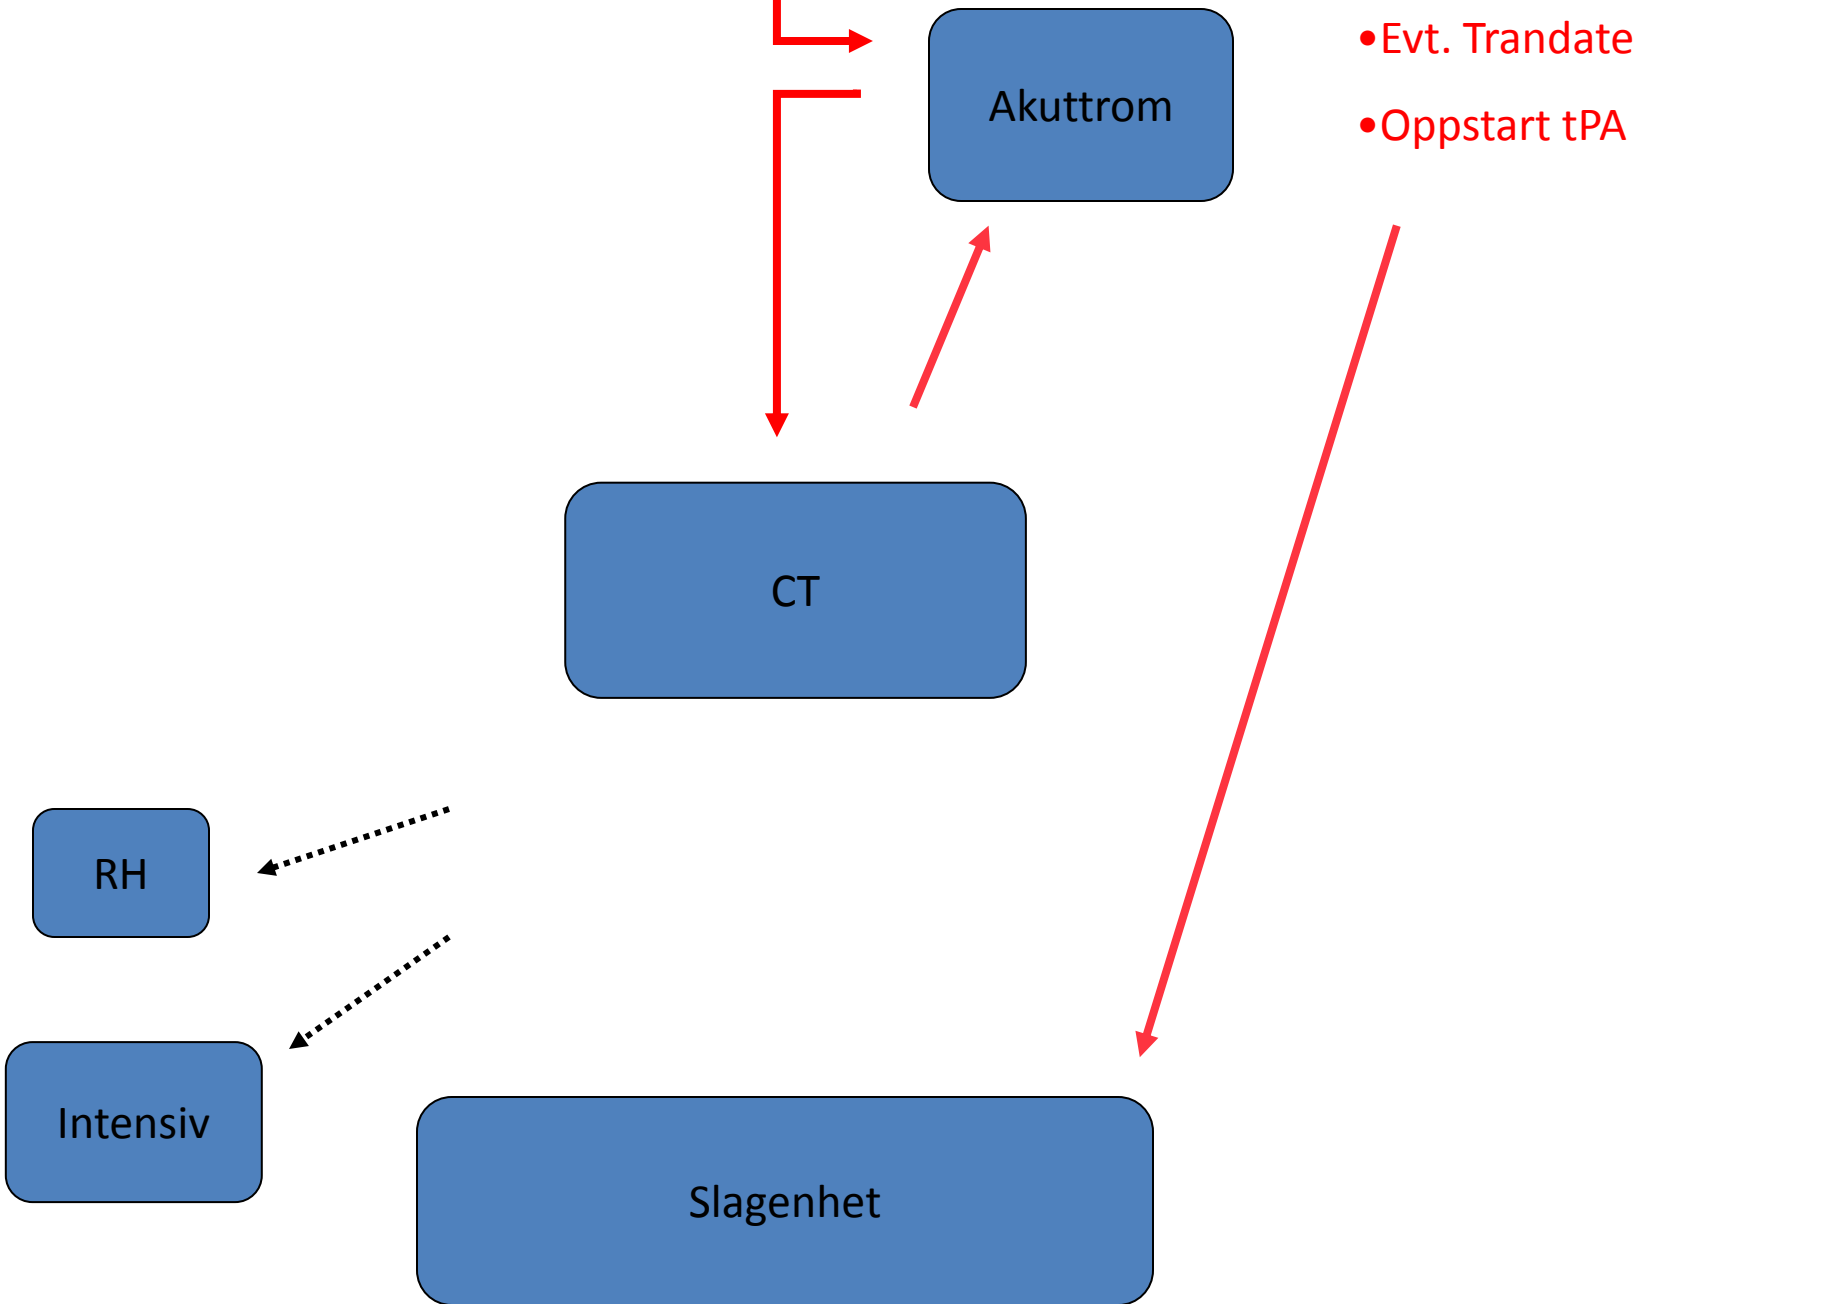 •Evt. Trandate
Akuttrom
•Oppstart tPA
CT
RH
Intensiv
Slagenhet